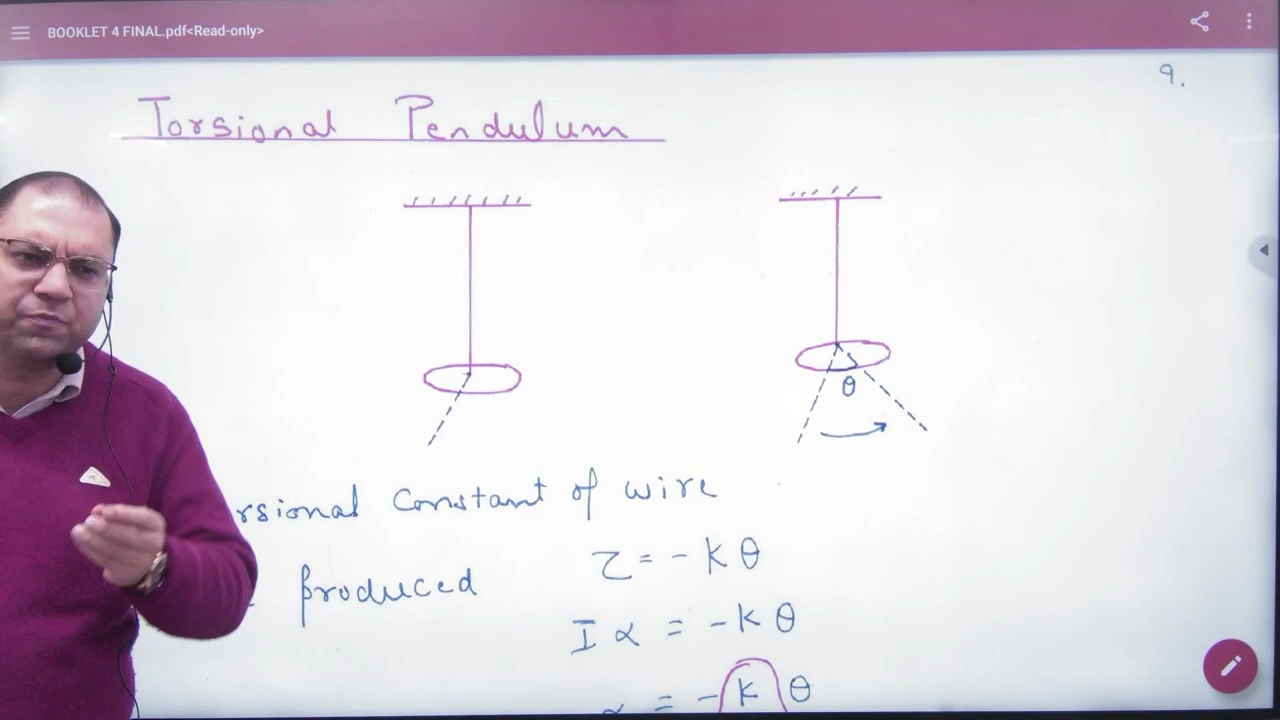 BOOKLET 4 FINAL.pdf<Read-only>
9.
Torsional Pendulum
θ
rsional Constant of wire
τ = - K θ
produced
I α = - K θ
α = - K θ